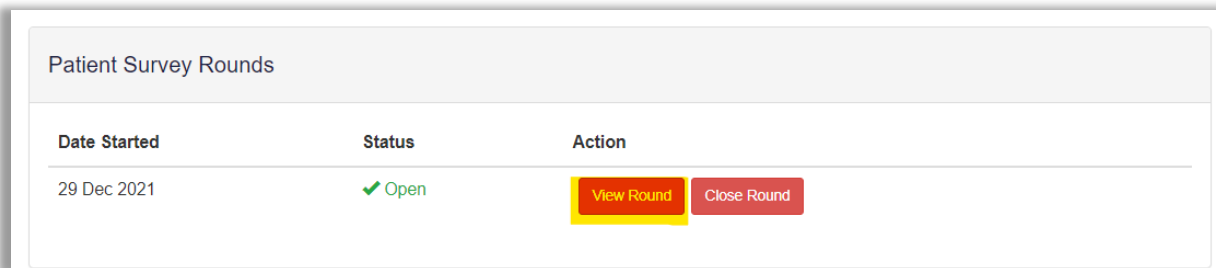 Patient Survey Rounds
Date Started Status Action
29 Dec 2021 Open View Round Close Round